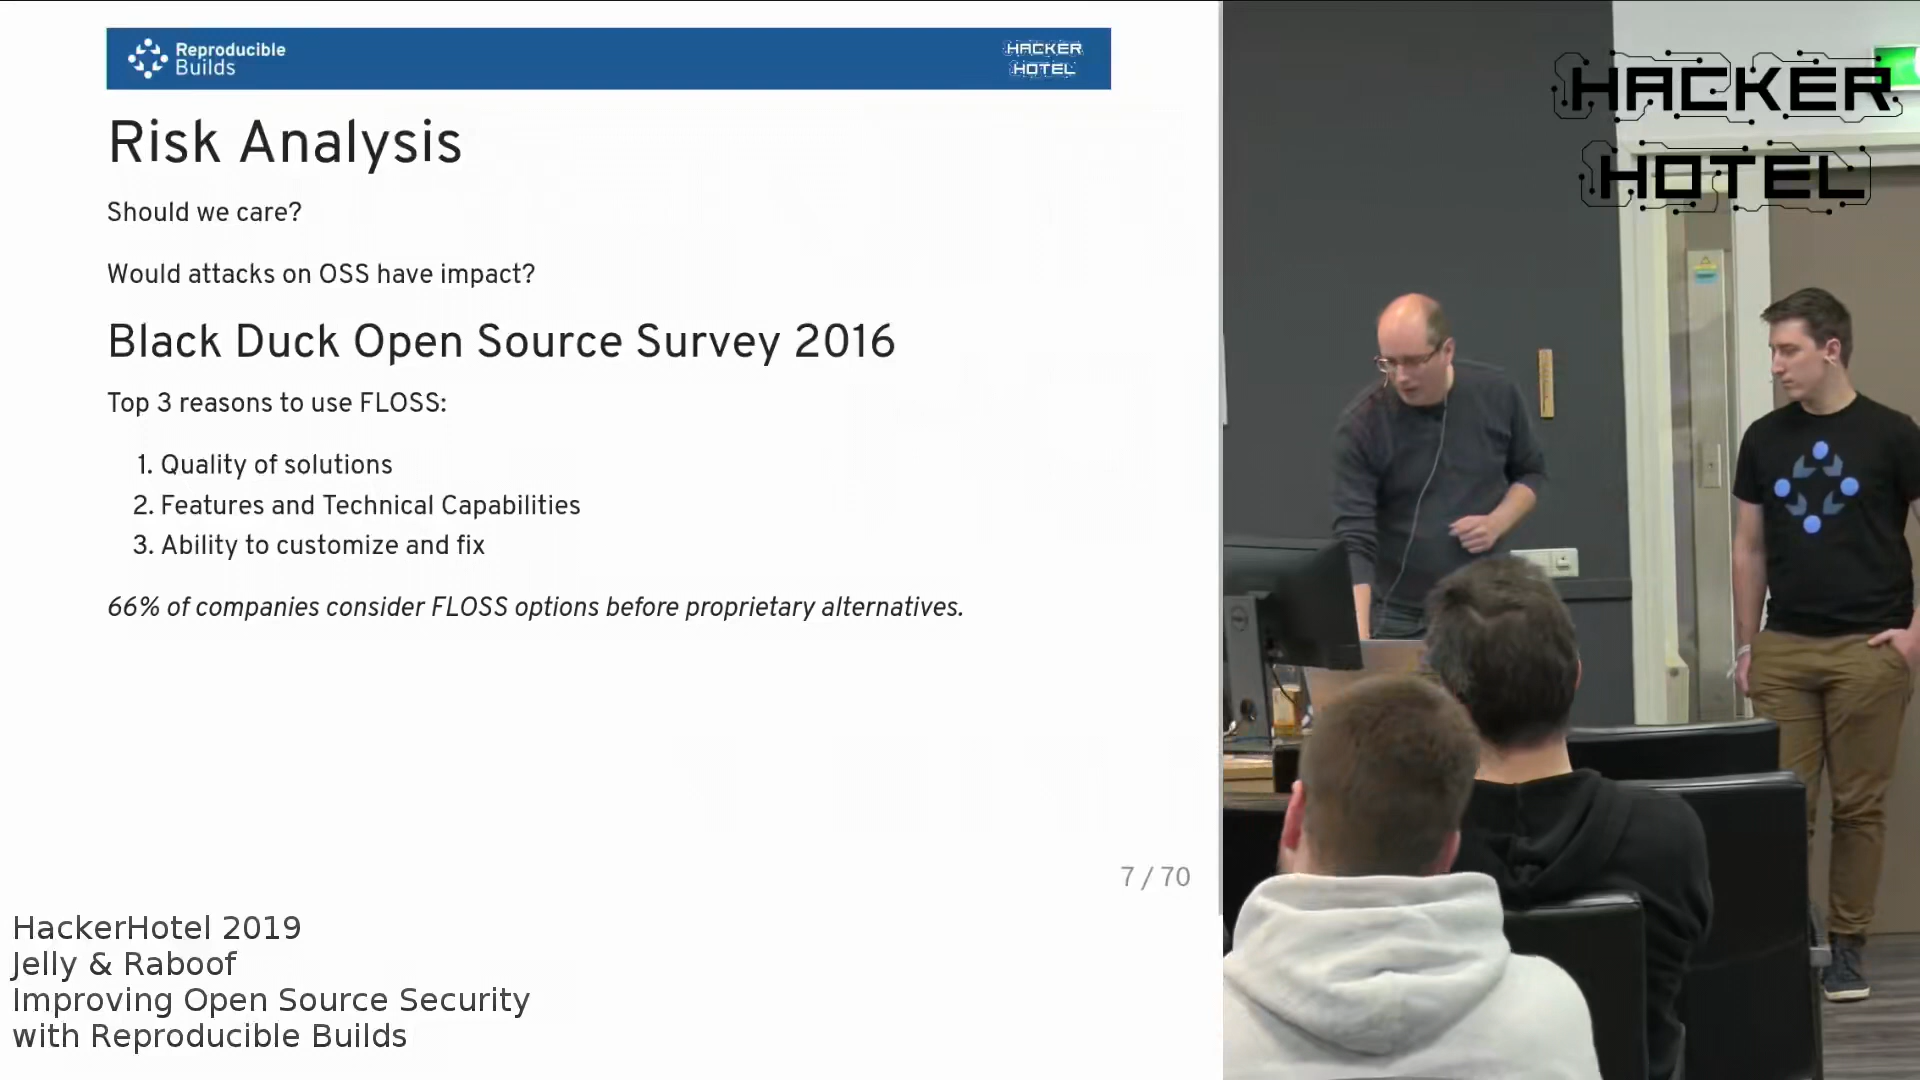 Reproducible
Builds
HACKER
HOTEL
Risk Analysis
Should we care?
Would attacks on OSS have impact?
Black Duck Open Source Survey 2016
Top 3 reasons to use FLOSS:
1. Quality of solutions
2. Features and Technical Capabilities
3. Ability to customize and fix
66% of companies consider FLOSS options before proprietary alternatives.
7 / 70
HackerHotel 2019
Jelly & Raboof
Improving Open Source Security
with Reproducible Builds
HACKER
HOTEL